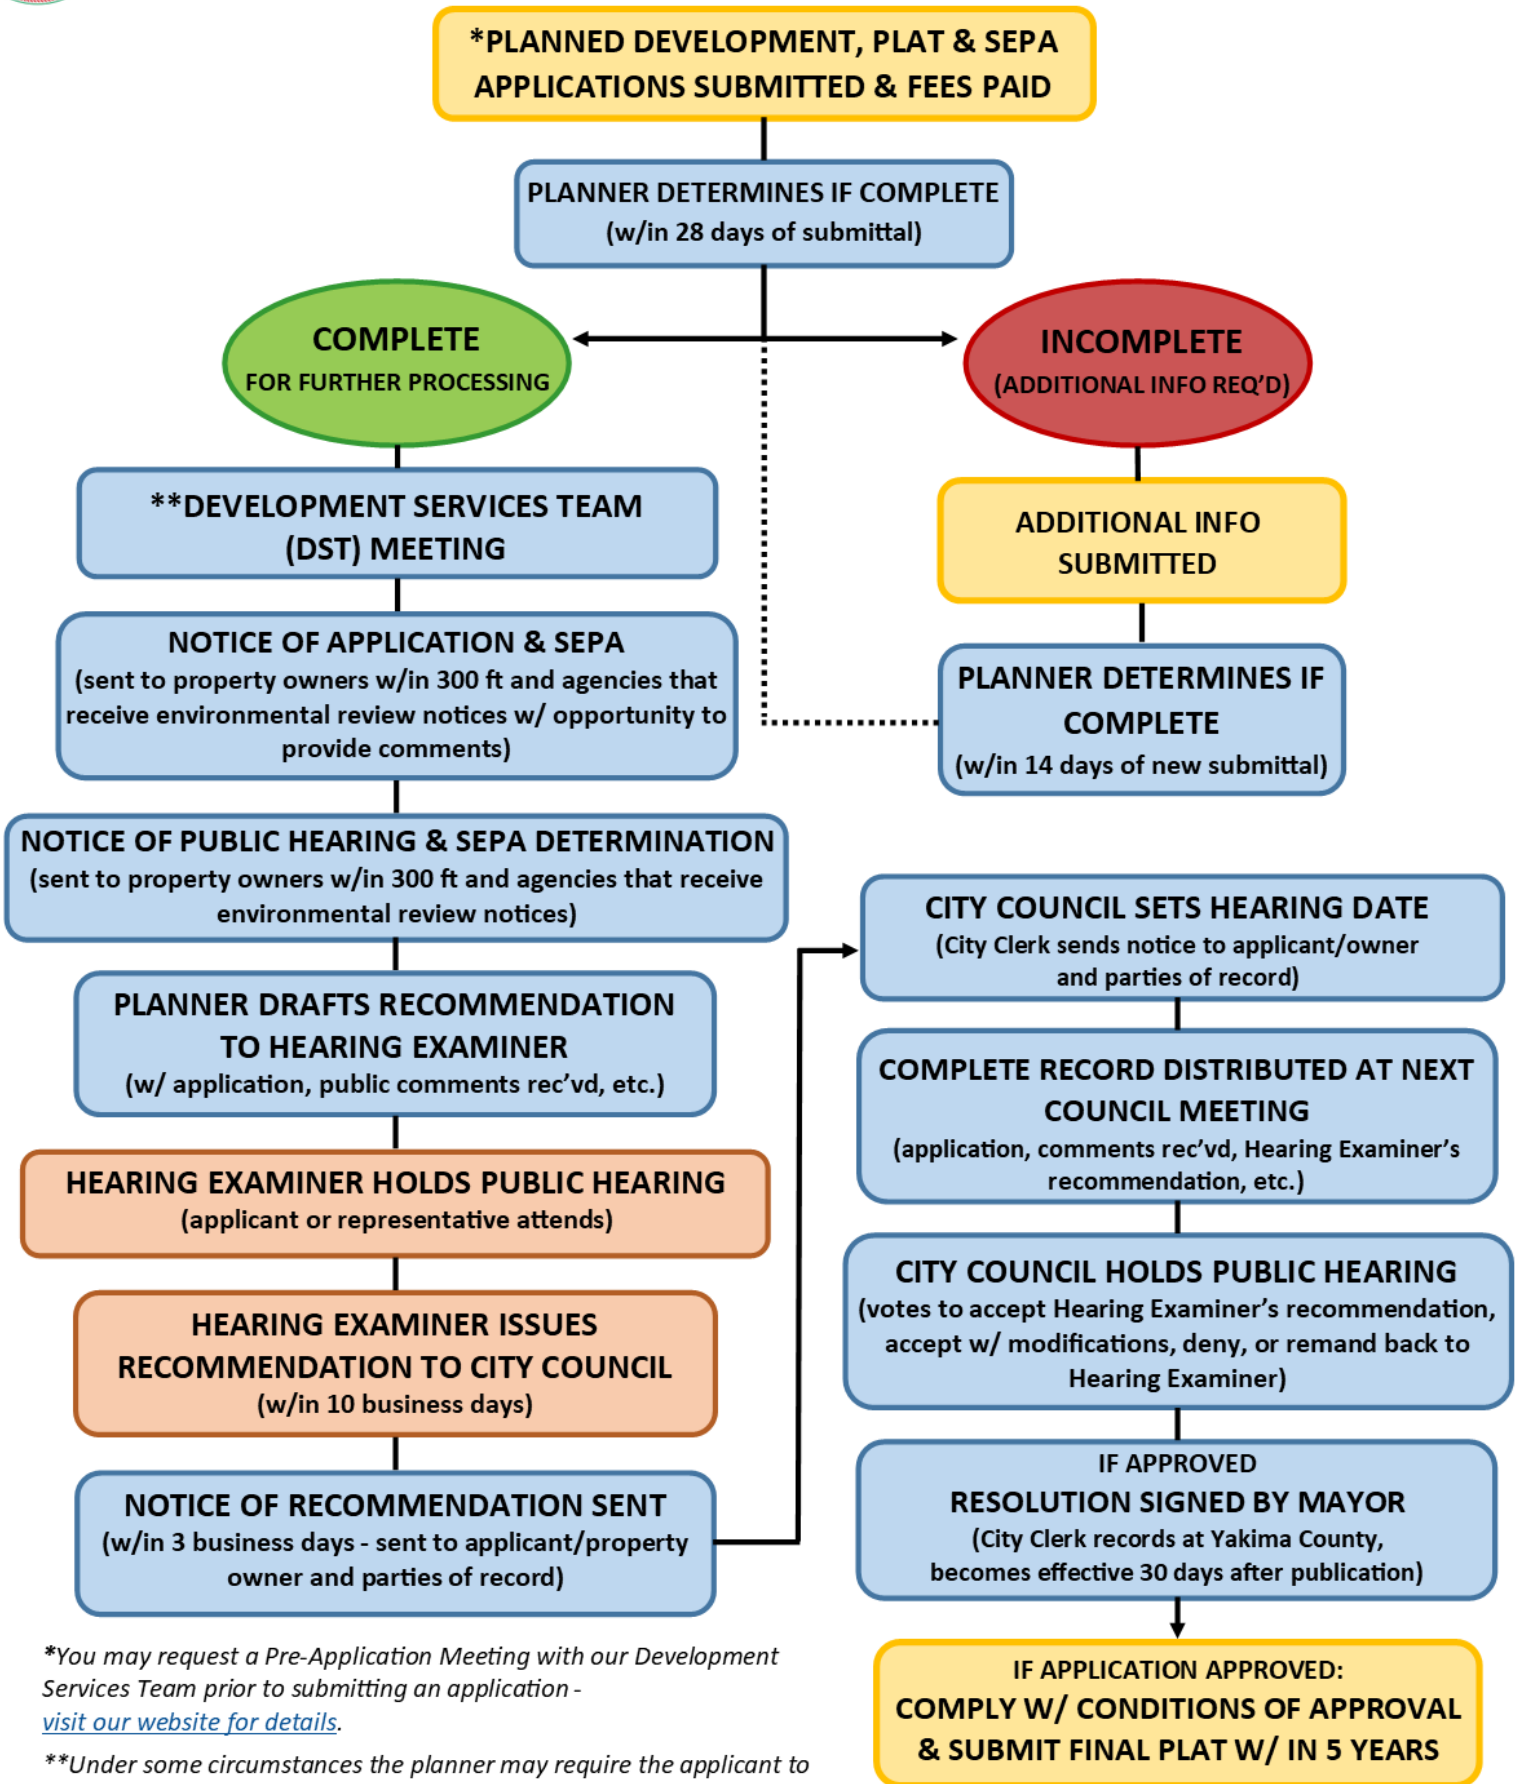 *PLANNED DEVELOPMENT, PLAT & SEPA
APPLICATIONS SUBMITTED & FEES PAID
PLANNER DETERMINES IF COMPLETE
(w/in 28 days of submittal)
COMPLETE
FOR FURTHER PROCESSING
INCOMPLETE
(ADDITIONAL INFO REQ’D)
**DEVELOPMENT SERVICES TEAM
(DST) MEETING
ADDITIONAL INFO
SUBMITTED
NOTICE OF APPLICATION & SEPA
(sent to property owners w/in 300 ft and agencies that
receive environmental review notices w/ opportunity to
provide comments)
PLANNER DETERMINES IF
COMPLETE
(w/in 14 days of new submittal)
NOTICE OF PUBLIC HEARING & SEPA DETERMINATION
(sent to property owners w/in 300 ft and agencies that receive
environmental review notices)
PLANNER DRAFTS RECOMMENDATION
TO HEARING EXAMINER
(w/ application, public comments rec’vd, etc.)
HEARING EXAMINER HOLDS PUBLIC HEARING
(applicant or representative attends)
HEARING EXAMINER ISSUES
RECOMMENDATION TO CITY COUNCIL
(w/in 10 business days)
NOTICE OF RECOMMENDATION SENT
(w/in 3 business days - sent to applicant/property
owner and parties of record)
CITY COUNCIL SETS HEARING DATE
(City Clerk sends notice to applicant/owner
and parties of record)
COMPLETE RECORD DISTRIBUTED AT NEXT
COUNCIL MEETING
(application, comments rec’vd, Hearing Examiner’s
recommendation, etc.)
CITY COUNCIL HOLDS PUBLIC HEARING
(votes to accept Hearing Examiner’s recommendation,
accept w/ modifications, deny, or remand back to
Hearing Examiner)
IF APPROVED
RESOLUTION SIGNED BY MAYOR
(City Clerk records at Yakima County,
becomes effective 30 days after publication)
IF APPLICATION APPROVED:
COMPLY W/ CONDITIONS OF APPROVAL
& SUBMIT FINAL PLAT W/ IN 5 YEARS
*You may request a Pre-Application Meeting with our Development
Services Team prior to submitting an application -
visit our website for details.
**Under some circumstances the planner may require the applicant to